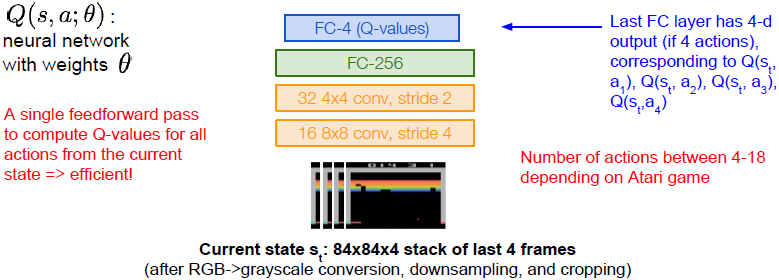 Q(s, a; θ) :
neural network
with weights θ
A single feedforward pass
to compute Q-values for all
actions from the current
state => efficient!
FC-4 (Q-values)
FC-256
32 4x4 conv, stride 2
16 8x8 conv, stride 4
Last FC layer has 4-d
output (if 4 actions),
corresponding to Q(st,
a1), Q(st, a2), Q(st, a3),
Q(st,a4)
Number of actions between 4-18
depending on Atari game
Current state st: 84x84x4 stack of last 4 frames
(after RGB->grayscale conversion, downsampling, and cropping)